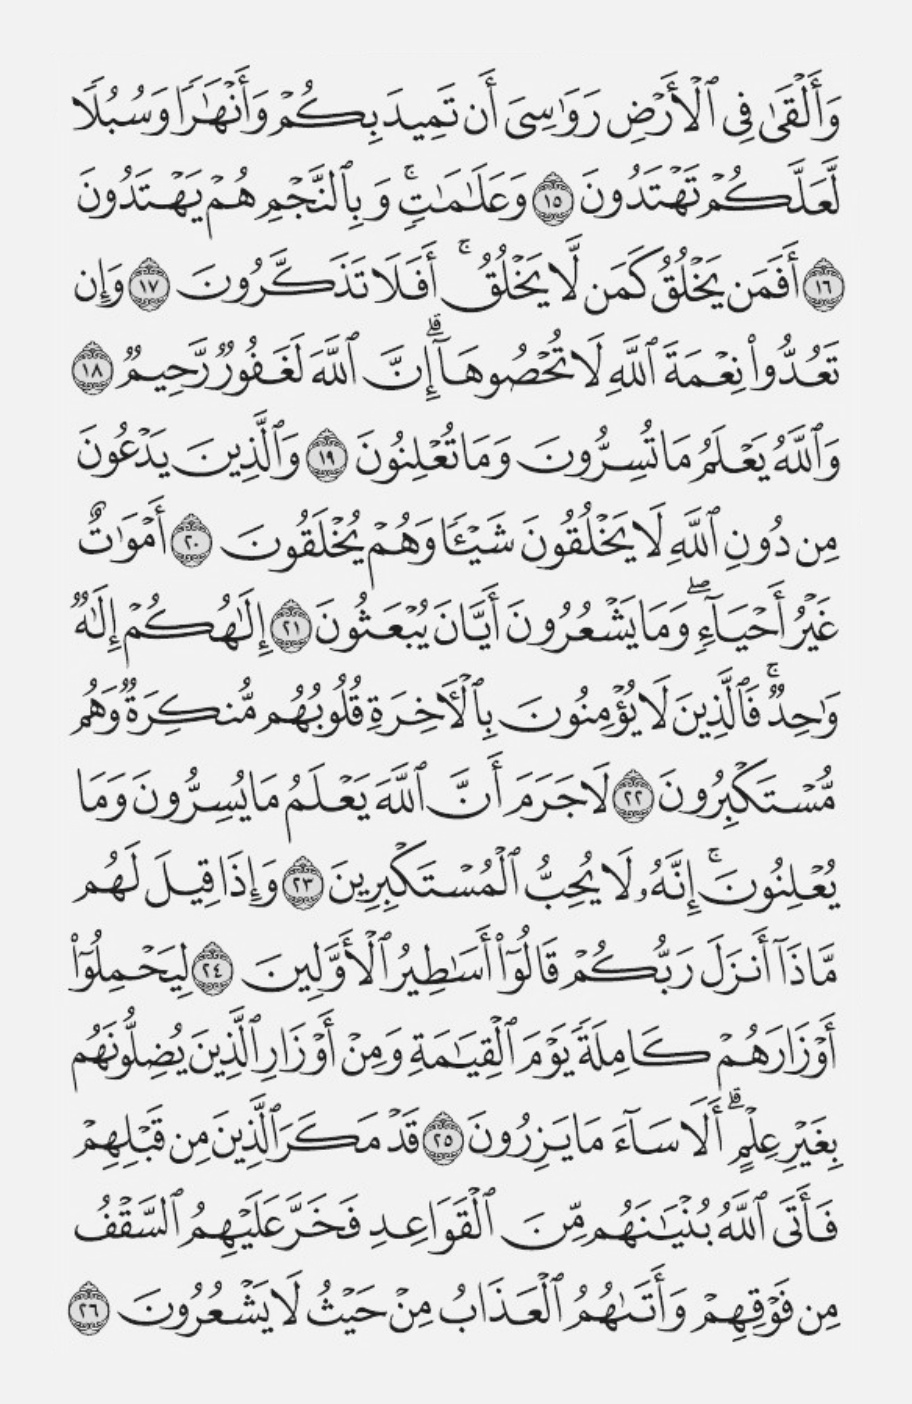 وَأَلْقَىٰ فِى ٱلْأَرْضِ رَوَٰسِىَ أَن تَمِيدَ بِكُمْ وَأَنْهَٰرًا وَسُبُلًا
لَّعَلَّكُمْ تَهْتَدُونَ ١٥ وَعَلَٰمَٰتٍ ۚ وَبِٱلنَّجْمِ هُمْ يَهْتَدُونَ
١٦ أَفَمَن يَخْلُقُ كَمَن لَّا يَخْلُقُ ۚ أَفَلَا تَذَكَّرُونَ ١٧ وَإِن
تَعُدُّوا۟ نِعْمَةَ ٱللَّهِ لَا تُحْصُوهَآ ۗ إِنَّ ٱللَّهَ لَغَفُورٌ رَّحِيمٌ ١٨
وَٱللَّهُ يَعْلَمُ مَا تُسِرُّونَ وَمَا تُعْلِنُونَ ١٩ وَٱلَّذِينَ يَدْعُونَ
مِن دُونِ ٱللَّهِ لَا يَخْلُقُونَ شَيْـًٔا وَهُمْ يُخْلَقُونَ ٢٠ أَمْوَٰتٌ
غَيْرُ أَحْيَآءٍ ۖ وَمَا يَشْعُرُونَ أَيَّانَ يُبْعَثُونَ ٢١ إِلَٰهُكُمْ إِلَٰهٌ
وَٰحِدٌ ۚ فَٱلَّذِينَ لَا يُؤْمِنُونَ بِٱلْـَٔاخِرَةِ قُلُوبُهُم مُّنكِرَةٌ وَهُم
مُّسْتَكْبِرُونَ ٢٢ لَا جَرَمَ أَنَّ ٱللَّهَ يَعْلَمُ مَا يُسِرُّونَ وَمَا
يُعْلِنُونَ ۚ إِنَّهُۥ لَا يُحِبُّ ٱلْمُسْتَكْبِرِينَ ٢٣ وَإِذَا قِيلَ لَهُم
مَّاذَآ أَنزَلَ رَبُّكُمْ قَالُوٓا۟ أَسَٰطِيرُ ٱلْأَوَّلِينَ ٢٤ لِيَحْمِلُوٓا۟
أَوْزَارَهُمْ كَامِلَةً يَوْمَ ٱلْقِيَٰمَةِ وَمِنْ أَوْزَارِ ٱلَّذِينَ يُضِلُّونَهُم
بِغَيْرِ عِلْمٍ ۗ أَلَا سَآءَ مَا يَزِرُونَ ٢٥ قَدْ مَكَرَ ٱلَّذِينَ مِن قَبْلِهِمْ
فَأَتَى ٱللَّهُ بُنْيَٰنَهُم مِّنَ ٱلْقَوَاعِدِ فَخَرَّ عَلَيْهِمُ ٱلسَّقْفُ
مِن فَوْقِهِمْ وَأَتَىٰهُمُ ٱلْعَذَابُ مِنْ حَيْثُ لَا يَشْعُرُونَ ٢٦